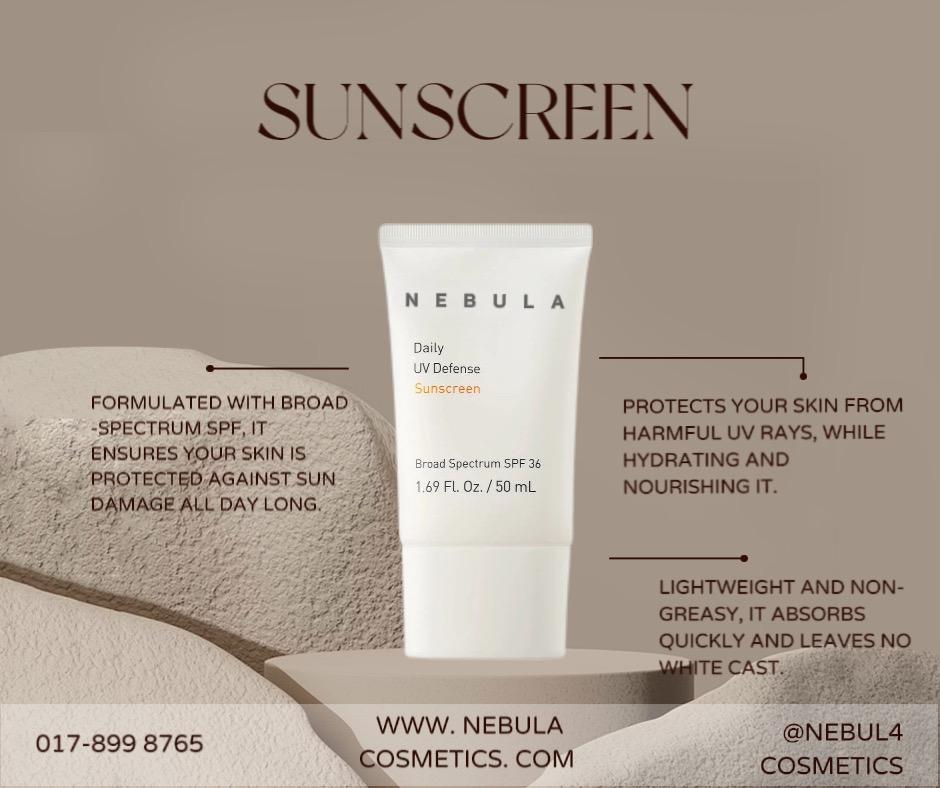 SUNSCREEN
NEBULA
Daily
UV Defense
Sunscreen
Broad Spectrum SPF 36
1.69 Fl. Oz. / 50 mL
FORMULATED WITH BROAD
-SPECTRUM SPF, IT
ENSURES YOUR SKIN IS
PROTECTED AGAINST SUN
DAMAGE ALL DAY LONG.
PROTECTS YOUR SKIN FROM
HARMFUL UV RAYS, WHILE
HYDRATING AND
NOURISHING IT.
LIGHTWEIGHT AND NON-
GREASY, IT ABSORBS
QUICKLY AND LEAVES NO
WHITE CAST.
017-899 8765
WWW. NEBULA
COSMETICS. COM
@NEBUL4
COSMETICS